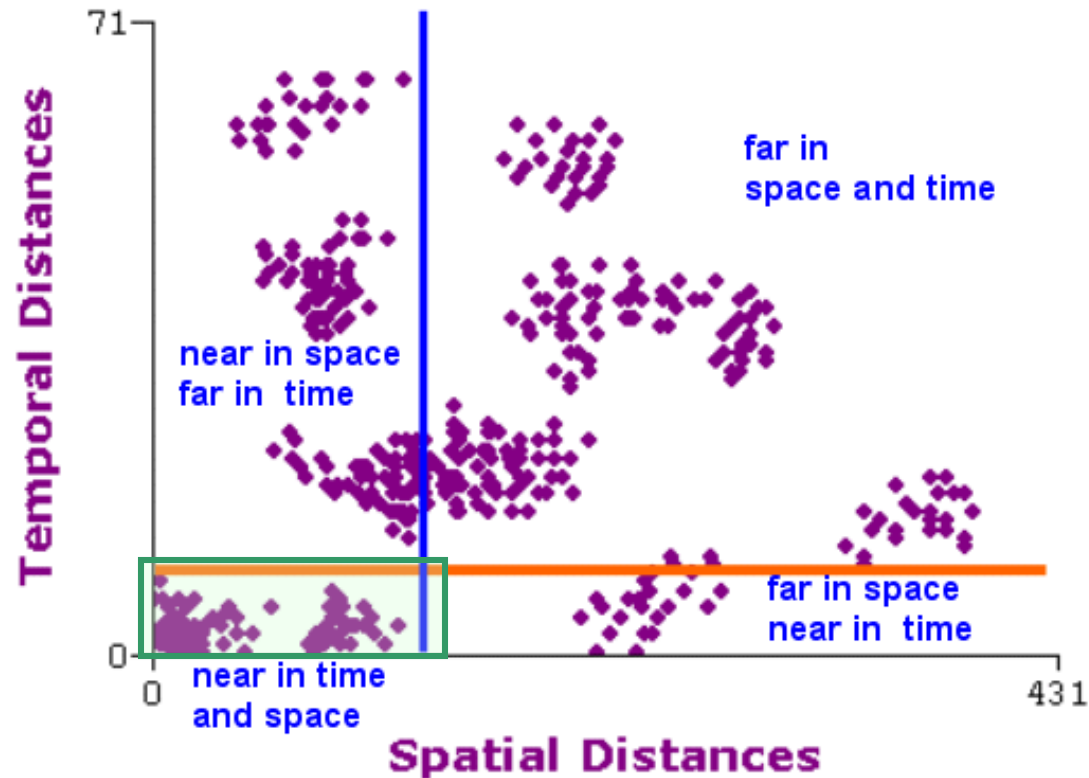 71
Temporal Distances
far in
space and time
near in space
far in time
far in space
near in time
0
near in time
and space
0
431
Spatial Distances